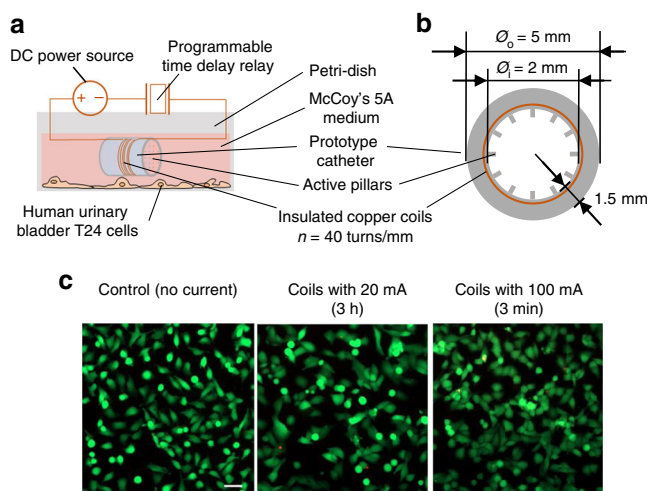 a
DC power source
Programmable
time delay relay
+ −
Petri-dish
McCoy's 5A
medium
Prototype
catheter
Active pillars
Insulated copper coils
n = 40 turns/mm
Human urinary
bladder T24 cells
b
Øo = 5 mm
Øi = 2 mm
1.5 mm
c
Control (no current)
Coils with 20 mA
(3 h)
Coils with 100 mA
(3 min)